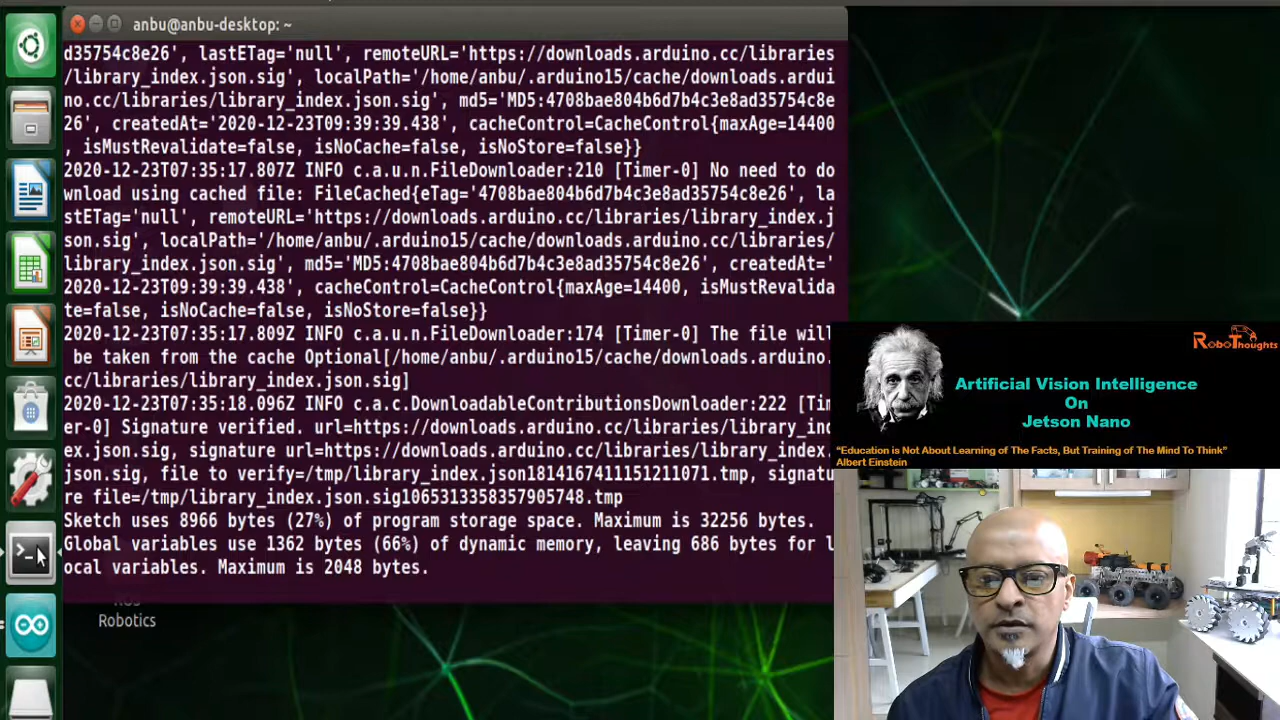 anbu@anbu-desktop: ~
d35754c8e26', lastETag='null', remoteURL='https://downloads.arduino.cc/libraries
/library_index.json.sig', localPath='/home/anbu/.arduino15/cache/downloads.ardui
no.cc/libraries/library_index.json.sig', md5='MD5:4708bae804b6d7b4c3e8ad35754c8e
26', createdAt='2020-12-23T09:39:39.438', cacheControl=CacheControl{maxAge=14400
, isMustRevalidate=false, isNoCache=false, isNoStore=false}}
2020-12-23T07:35:17.807Z INFO c.a.u.n.FileDownloader:210 [Timer-0] No need to do
wnload using cached file: FileCached{eTag='4708bae804b6d7b4c3e8ad35754c8e26', la
stETag='null', remoteURL='https://downloads.arduino.cc/libraries/library_index.j
son.sig', localPath='/home/anbu/.arduino15/cache/downloads.arduino.cc/libraries/
library_index.json.sig', md5='MD5:4708bae804b6d7b4c3e8ad35754c8e26', createdAt='
2020-12-23T09:39:39.438', cacheControl=CacheControl{maxAge=14400, isMustRevalida
te=false, isNoCache=false, isNoStore=false}}
2020-12-23T07:35:17.809Z INFO c.a.u.n.FileDownloader:174 [Timer-0] The file will
be taken from the cache Optional[/home/anbu/.arduino15/cache/downloads.arduino.
cc/libraries/library_index.json.sig]
2020-12-23T07:35:18.096Z INFO c.a.c.DownloadableContributionsDownloader:222 [Tim
er-0] Signature verified. url=https://downloads.arduino.cc/libraries/library_ind
ex.json.sig, signature url=https://downloads.arduino.cc/libraries/library_index.
json.sig, file to verify=/tmp/library_index.json1814167411151211071.tmp, signatu
re file=/tmp/library_index.json.sig1065313358357905748.tmp
Sketch uses 8966 bytes (27%) of program storage space. Maximum is 32256 bytes.
Global variables use 1362 bytes (66%) of dynamic memory, leaving 686 bytes for l
ocal variables. Maximum is 2048 bytes.
Robotics
RoboThoughts
Artificial Vision Intelligence
On
Jetson Nano
“Education is Not About Learning of The Facts, But Training of The Mind To Think”
Albert Einstein